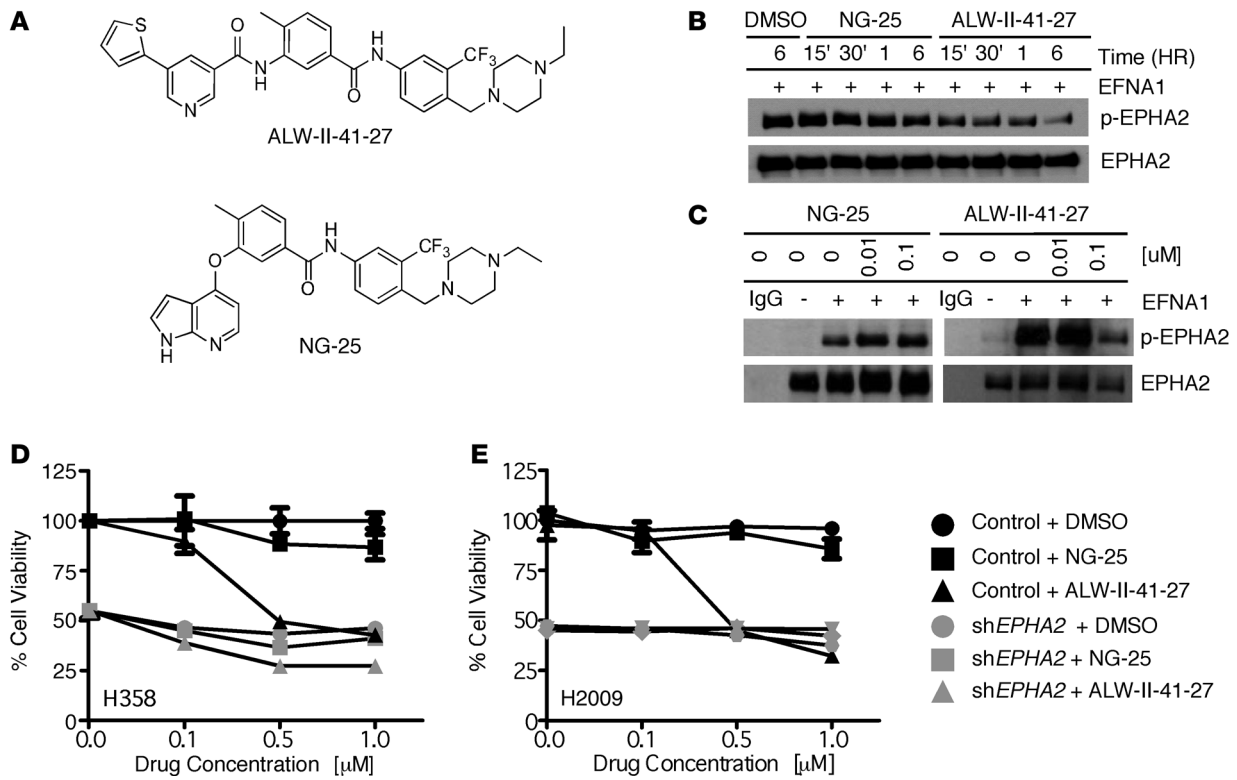 A
S
O
N
H
N
N
H
O
CF3
N
N
ALW-II-41-27
O
O
H
N
CF3
N
N
N
H
N
NG-25
B
DMSO NG-25 ALW-II-41-27
6 15' 30' 1 6 15' 30' 1 6 Time (HR)
+ + + + + + + + + EFNA1
p-EPHA2
EPHA2
C
NG-25 ALW-II-41-27
0 0 0 0.01 0.1 0 0 0 0.01 0.1 [uM]
IgG - + + + IgG - + + + EFNA1
p-EPHA2
EPHA2
D
% Cell Viability
125
100
75
50
25
0
H358
0.0 0.1 0.5 1.0
Drug Concentration [µM]
E
% Cell Viability
125
100
75
50
25
0
H2009
0.0 0.1 0.5 1.0
Drug Concentration [µM]
Control + DMSO
Control + NG-25
Control + ALW-II-41-27
shEPHA2 + DMSO
shEPHA2 + NG-25
shEPHA2 + ALW-II-41-27